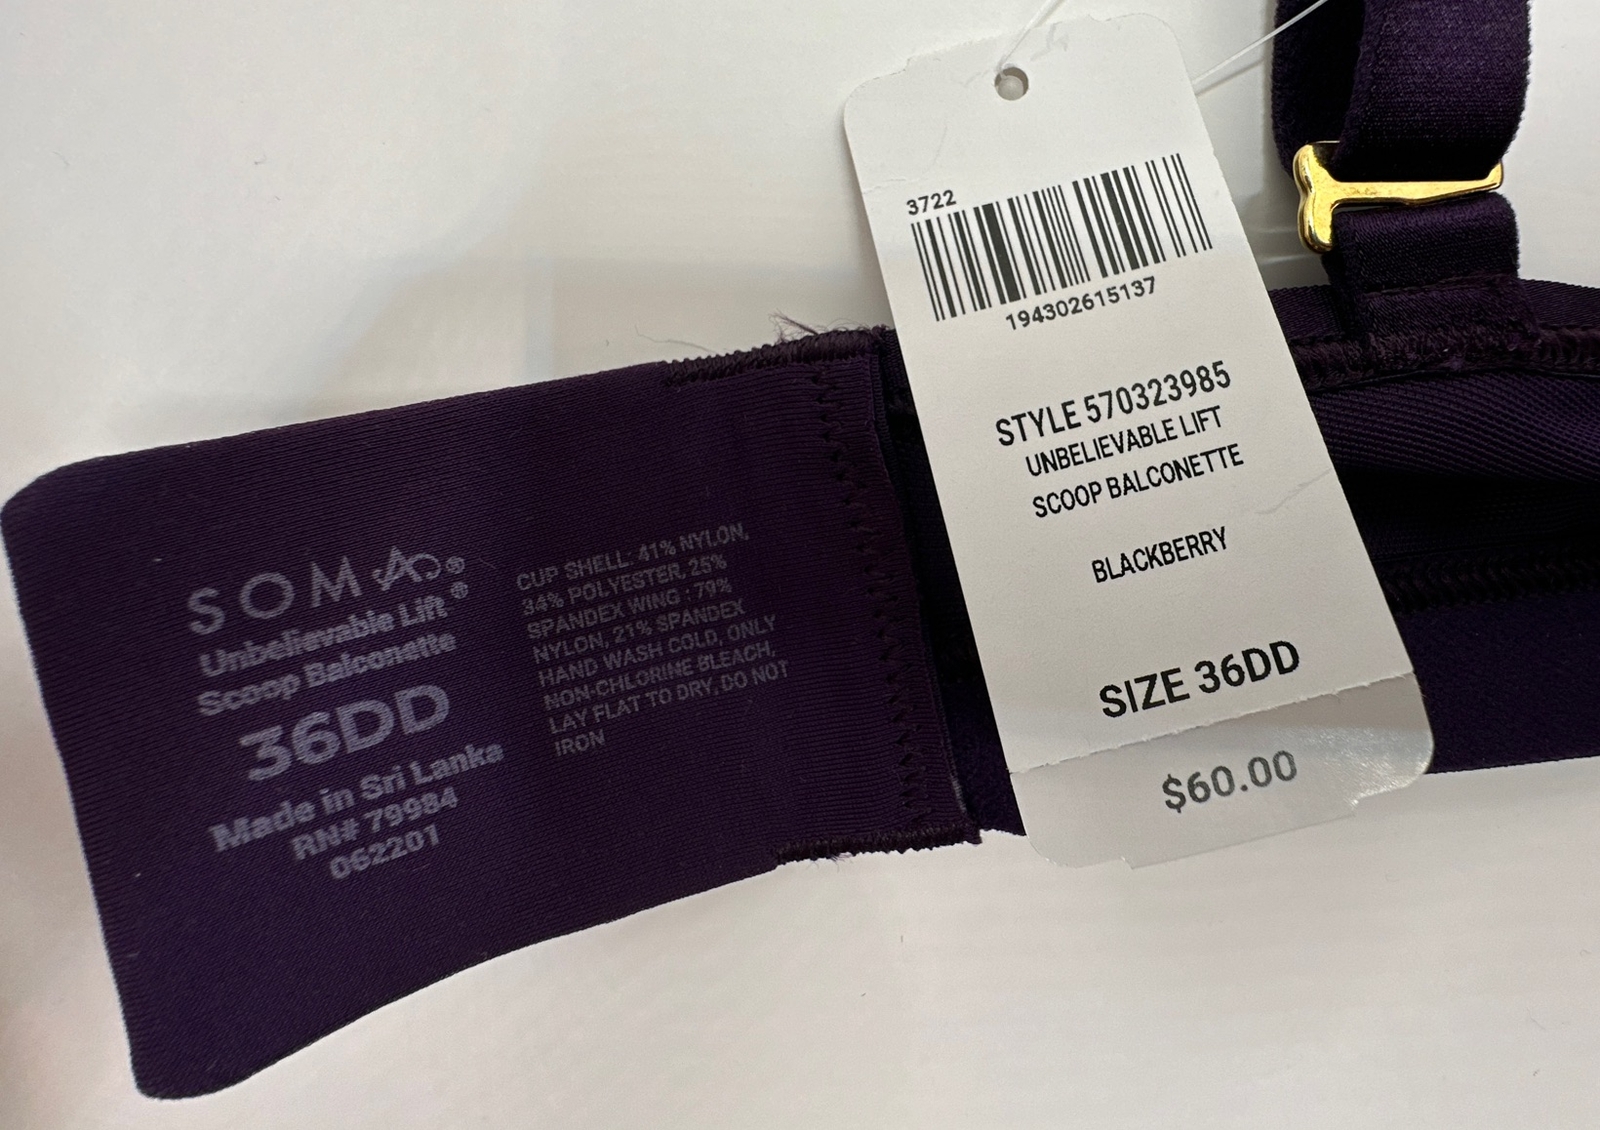 SOMA®
Unbelievable Lift®
Scoop Balconette
36DD
Made in Sri Lanka
RN# 79984
062201
CUP SHELL: 41% NYLON,
34% POLYESTER, 25%
SPANDEX WING : 79%
NYLON, 21% SPANDEX
HAND WASH COLD, ONLY
NON-CHLORINE BLEACH,
LAY FLAT TO DRY, DO NOT
IRON
3722
194302615137
STYLE 570323985
UNBELIEVABLE LIFT
SCOOP BALCONETTE
BLACKBERRY
SIZE 36DD
$60.00